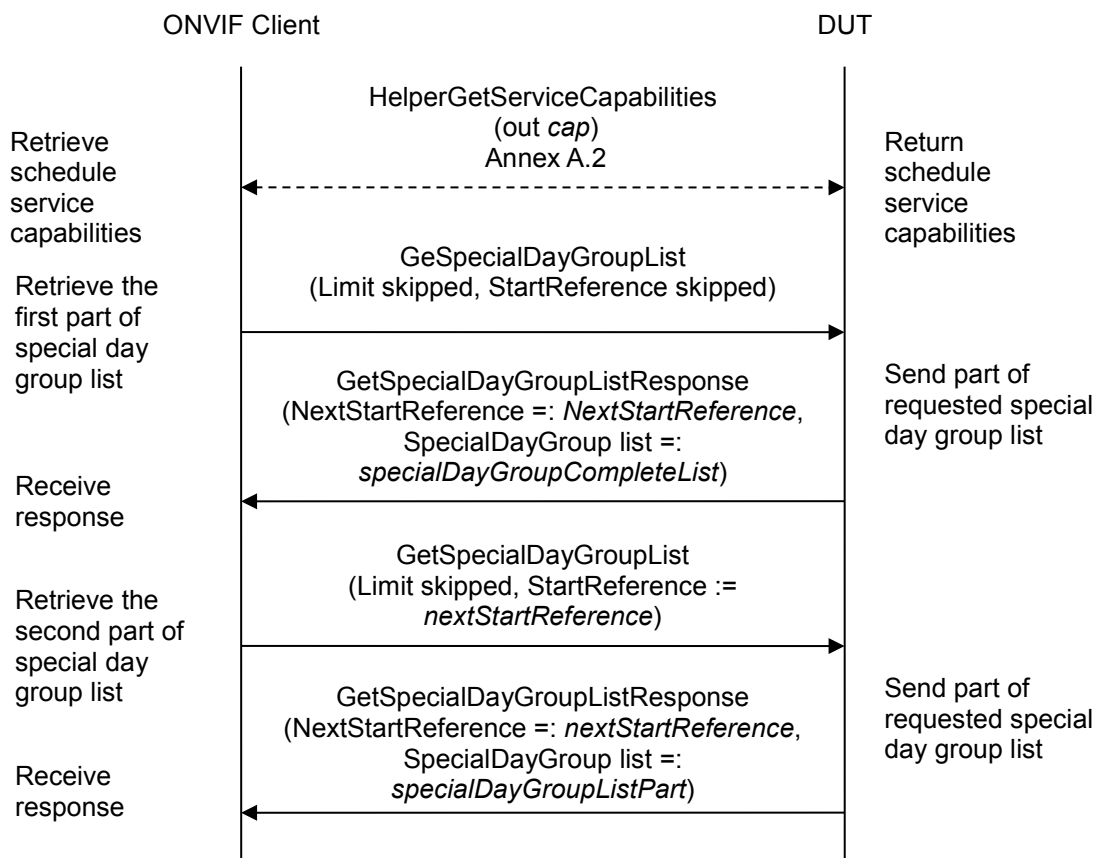 ONVIF Client
DUT
HelperGetServiceCapabilities
(out cap)
Annex A.2
Retrieve
schedule
service
capabilities
Return
schedule
service
capabilities
GeSpecialDayGroupList
(Limit skipped, StartReference skipped)
Retrieve the
first part of
special day
group list
GetSpecialDayGroupListResponse
(NextStartReference =: NextStartReference,
SpecialDayGroup list =:
specialDayGroupCompleteList)
Send part of
requested special
day group list
Receive
response
GetSpecialDayGroupList
(Limit skipped, StartReference :=
nextStartReference)
Retrieve the
second part of
special day
group list
GetSpecialDayGroupListResponse
(NextStartReference =: nextStartReference,
SpecialDayGroup list =:
specialDayGroupListPart)
Send part of
requested special
day group list
Receive
response